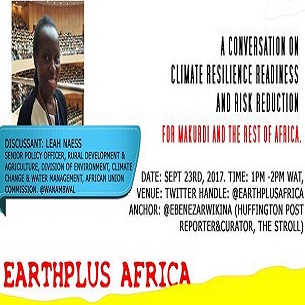 A CONVERSATION ON
CLIMATE RESILIENCE READINESS
AND RISK REDUCTION
FOR MAKURDI AND THE REST OF AFRICA.
DISCUSSANT: LEAH NAESS
SENIOR POLICY OFFICER, RURAL DEVELOPMENT &
AGRICULTURE, DIVISION OF ENVIRONMENT, CLIMATE
CHANGE & WATER MANAGEMENT, AFRICAN UNION
COMMISSION. @WANAMBWAL
DATE: SEPT 23RD, 2017. TIME: 1PM -2PM WAT,
VENUE: TWITTER HANDLE: @EARTHPLUSAFRICA
ANCHOR: @EBENEZARWIKINA (HUFFINGTON POST
REPORTER&CURATOR, THE STROLL)
EARTHPLUS AFRICA